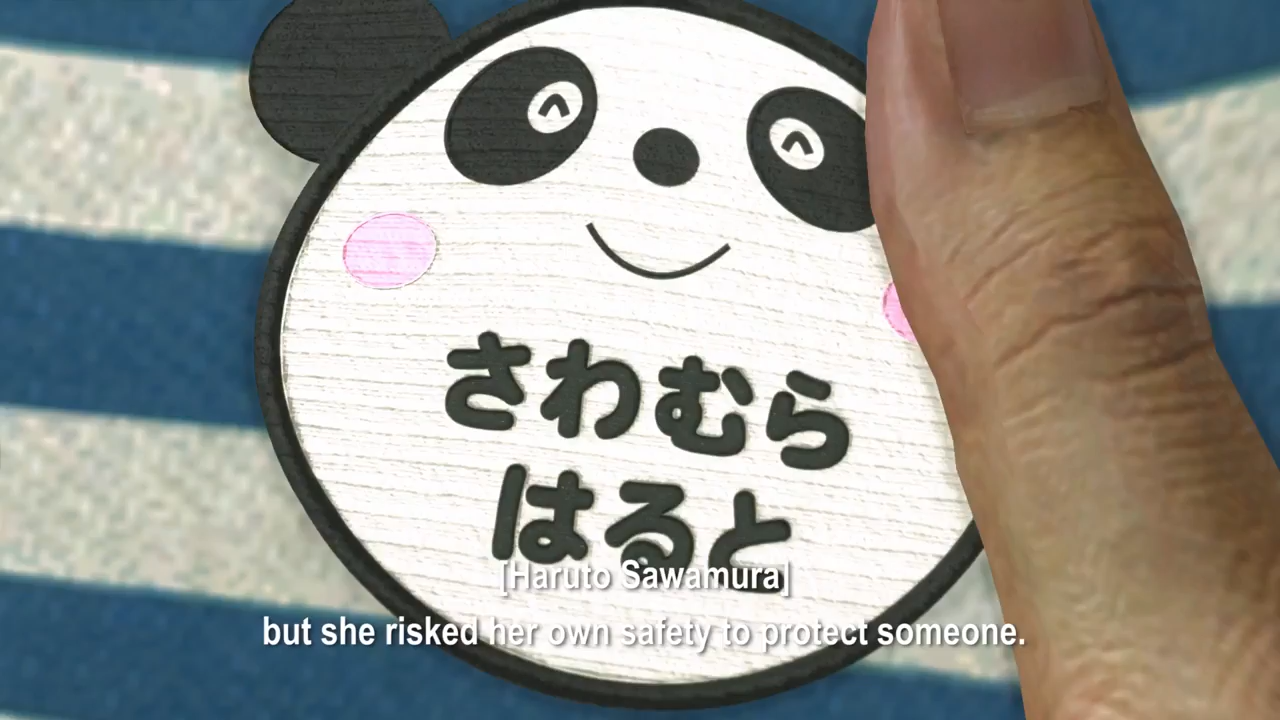 さわむら
はると
[Haruto Sawamura]
but she risked her own safety to protect someone.